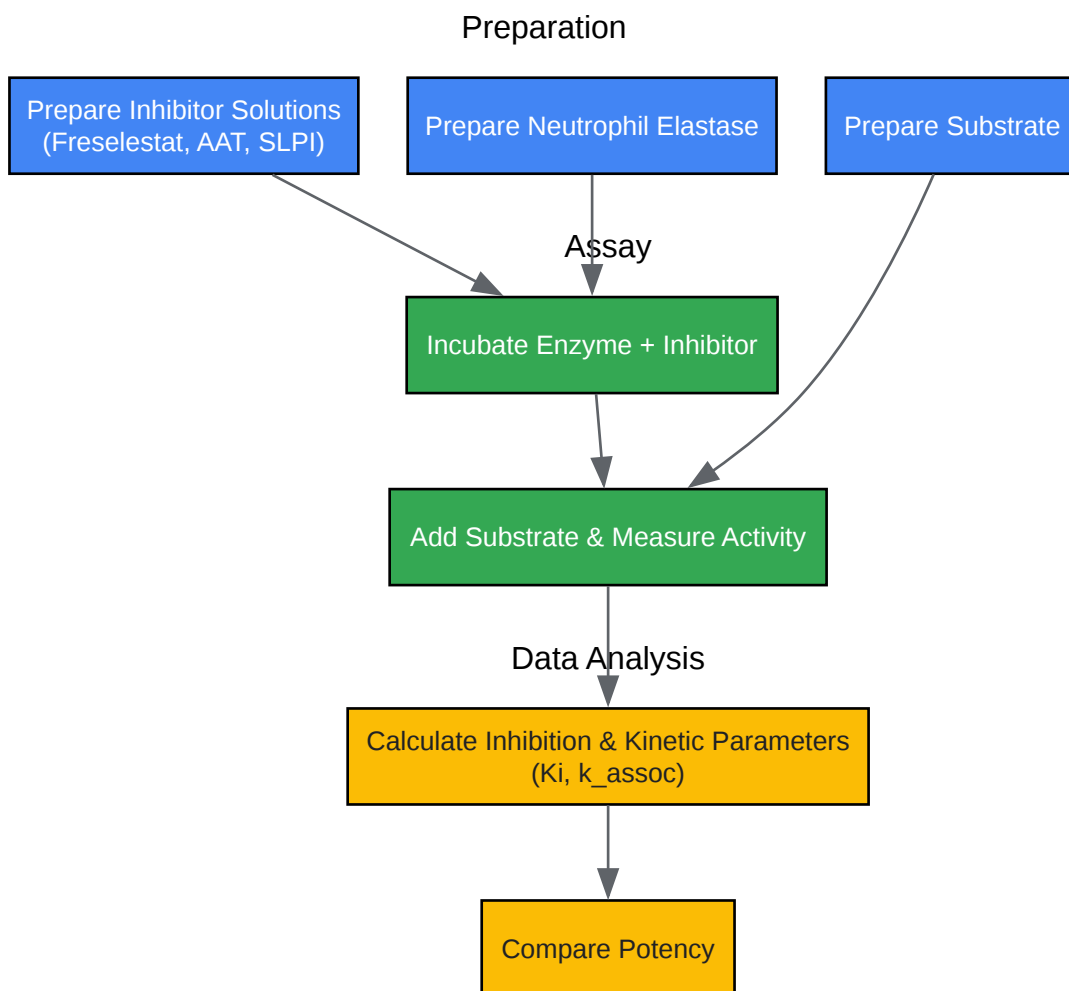 Preparation
Prepare Inhibitor Solutions
(Freselestat, AAT, SLPI)
Prepare Neutrophil Elastase
Prepare Substrate
Assay
Incubate Enzyme + Inhibitor
Add Substrate & Measure Activity
Data Analysis
Calculate Inhibition & Kinetic Parameters
(Ki, k_assoc)
Compare Potency